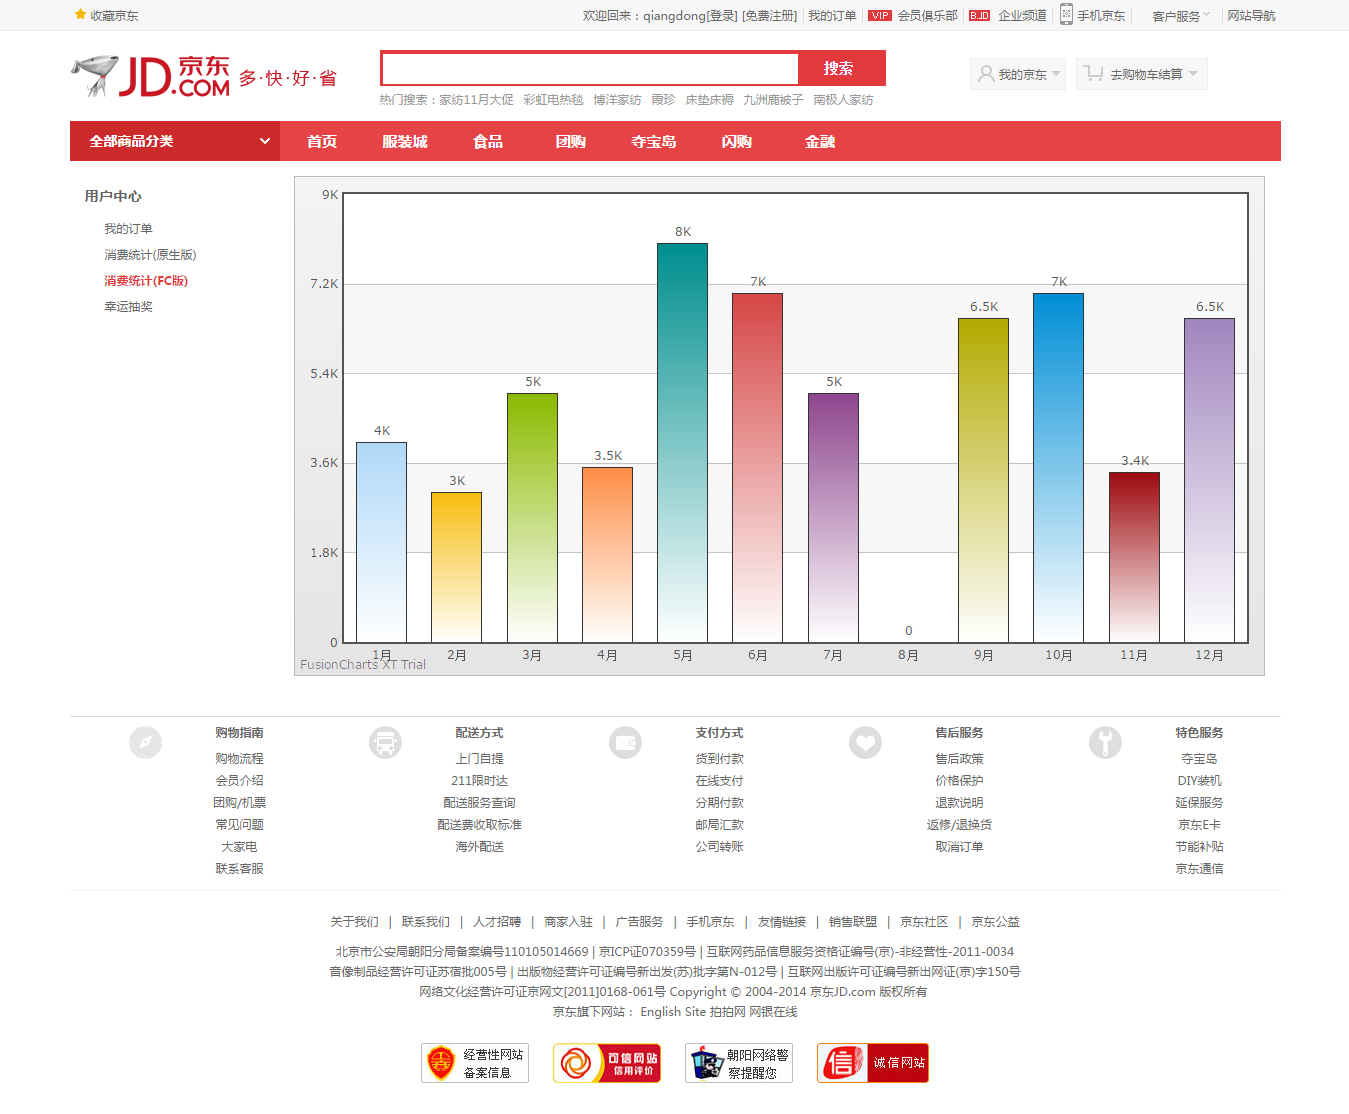 收藏京东
欢迎回来：qiangdong[登录] [免费注册] 我的订单 VIP 会员俱乐部 B.JD 企业频道 手机京东 客户服务 网站导航
JD.COM 京东 多·快·好·省
搜索
我的京东 去购物车结算
热门搜索：家纺11月大促 彩虹电热毯 博洋家纺 霞珍 床垫床褥 九洲鹿被子 南极人家纺
全部商品分类 首页 服装城 食品 团购 夺宝岛 闪购 金融
用户中心
我的订单
消费统计(原生版)
消费统计(FC版)
幸运抽奖
9K
7.2K
5.4K
3.6K
1.8K
0
4K 3K 5K 3.5K 8K 7K 5K 0 6.5K 7K 3.4K 6.5K
1月 2月 3月 4月 5月 6月 7月 8月 9月 10月 11月 12月
FusionCharts XT Trial
购物指南
购物流程
会员介绍
团购/机票
常见问题
大家电
联系客服
配送方式
上门自提
211限时达
配送服务查询
配送费收取标准
海外配送
支付方式
货到付款
在线支付
分期付款
邮局汇款
公司转账
售后服务
售后政策
价格保护
退款说明
返修/退换货
取消订单
特色服务
夺宝岛
DIY装机
延保服务
京东E卡
节能补贴
京东通信
关于我们 | 联系我们 | 人才招聘 | 商家入驻 | 广告服务 | 手机京东 | 友情链接 | 销售联盟 | 京东社区 | 京东公益
北京市公安局朝阳分局备案编号110105014669 | 京ICP证070359号 | 互联网药品信息服务资格证编号(京)-非经营性-2011-0034
音像制品经营许可证苏宿批005号 | 出版物经营许可证编号新出发(苏)批字第N-012号 | 互联网出版许可证编号新出网证(京)字150号
网络文化经营许可证京网文[2011]0168-061号 Copyright © 2004-2014 京东JD.com 版权所有
京东旗下网站： English Site 拍拍网 网银在线
经营性网站
备案信息
可信网站
信用评价
朝阳网络警
察提醒您
信 诚信网站